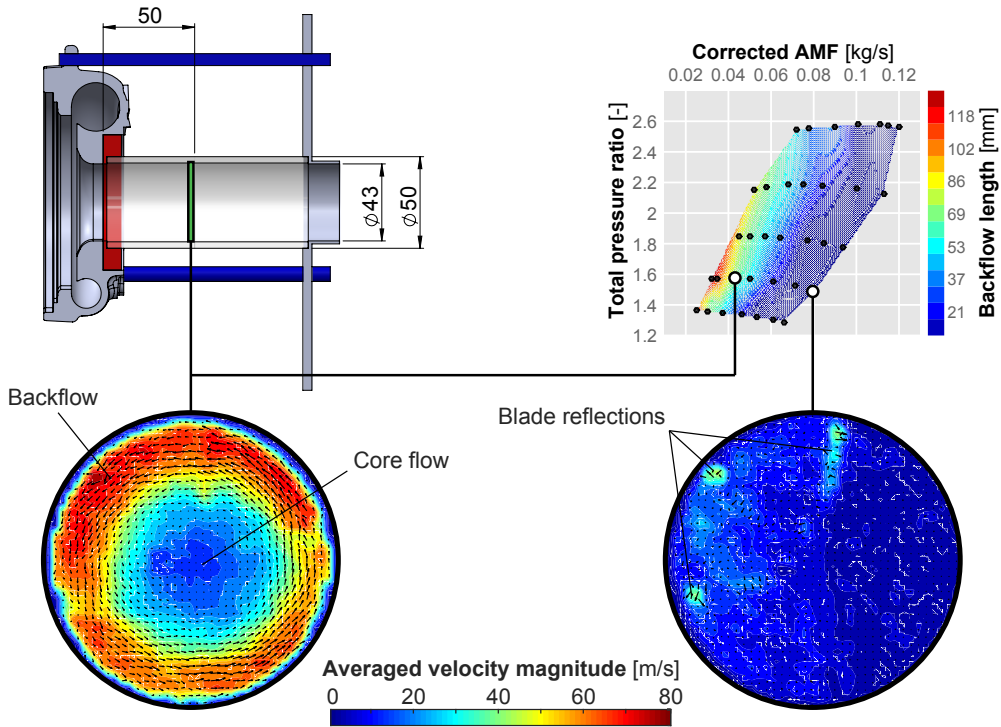 50
⌀43
⌀50
Corrected AMF [kg/s]
0.02 0.04 0.06 0.08 0.1 0.12
Total pressure ratio [-]
2.6
2.4
2.2
2
1.8
1.6
1.4
1.2
118
102
86
69
53
37
21
Backflow length [mm]
Backflow
Core flow
Blade reflections
Averaged velocity magnitude [m/s]
0 20 40 60 80